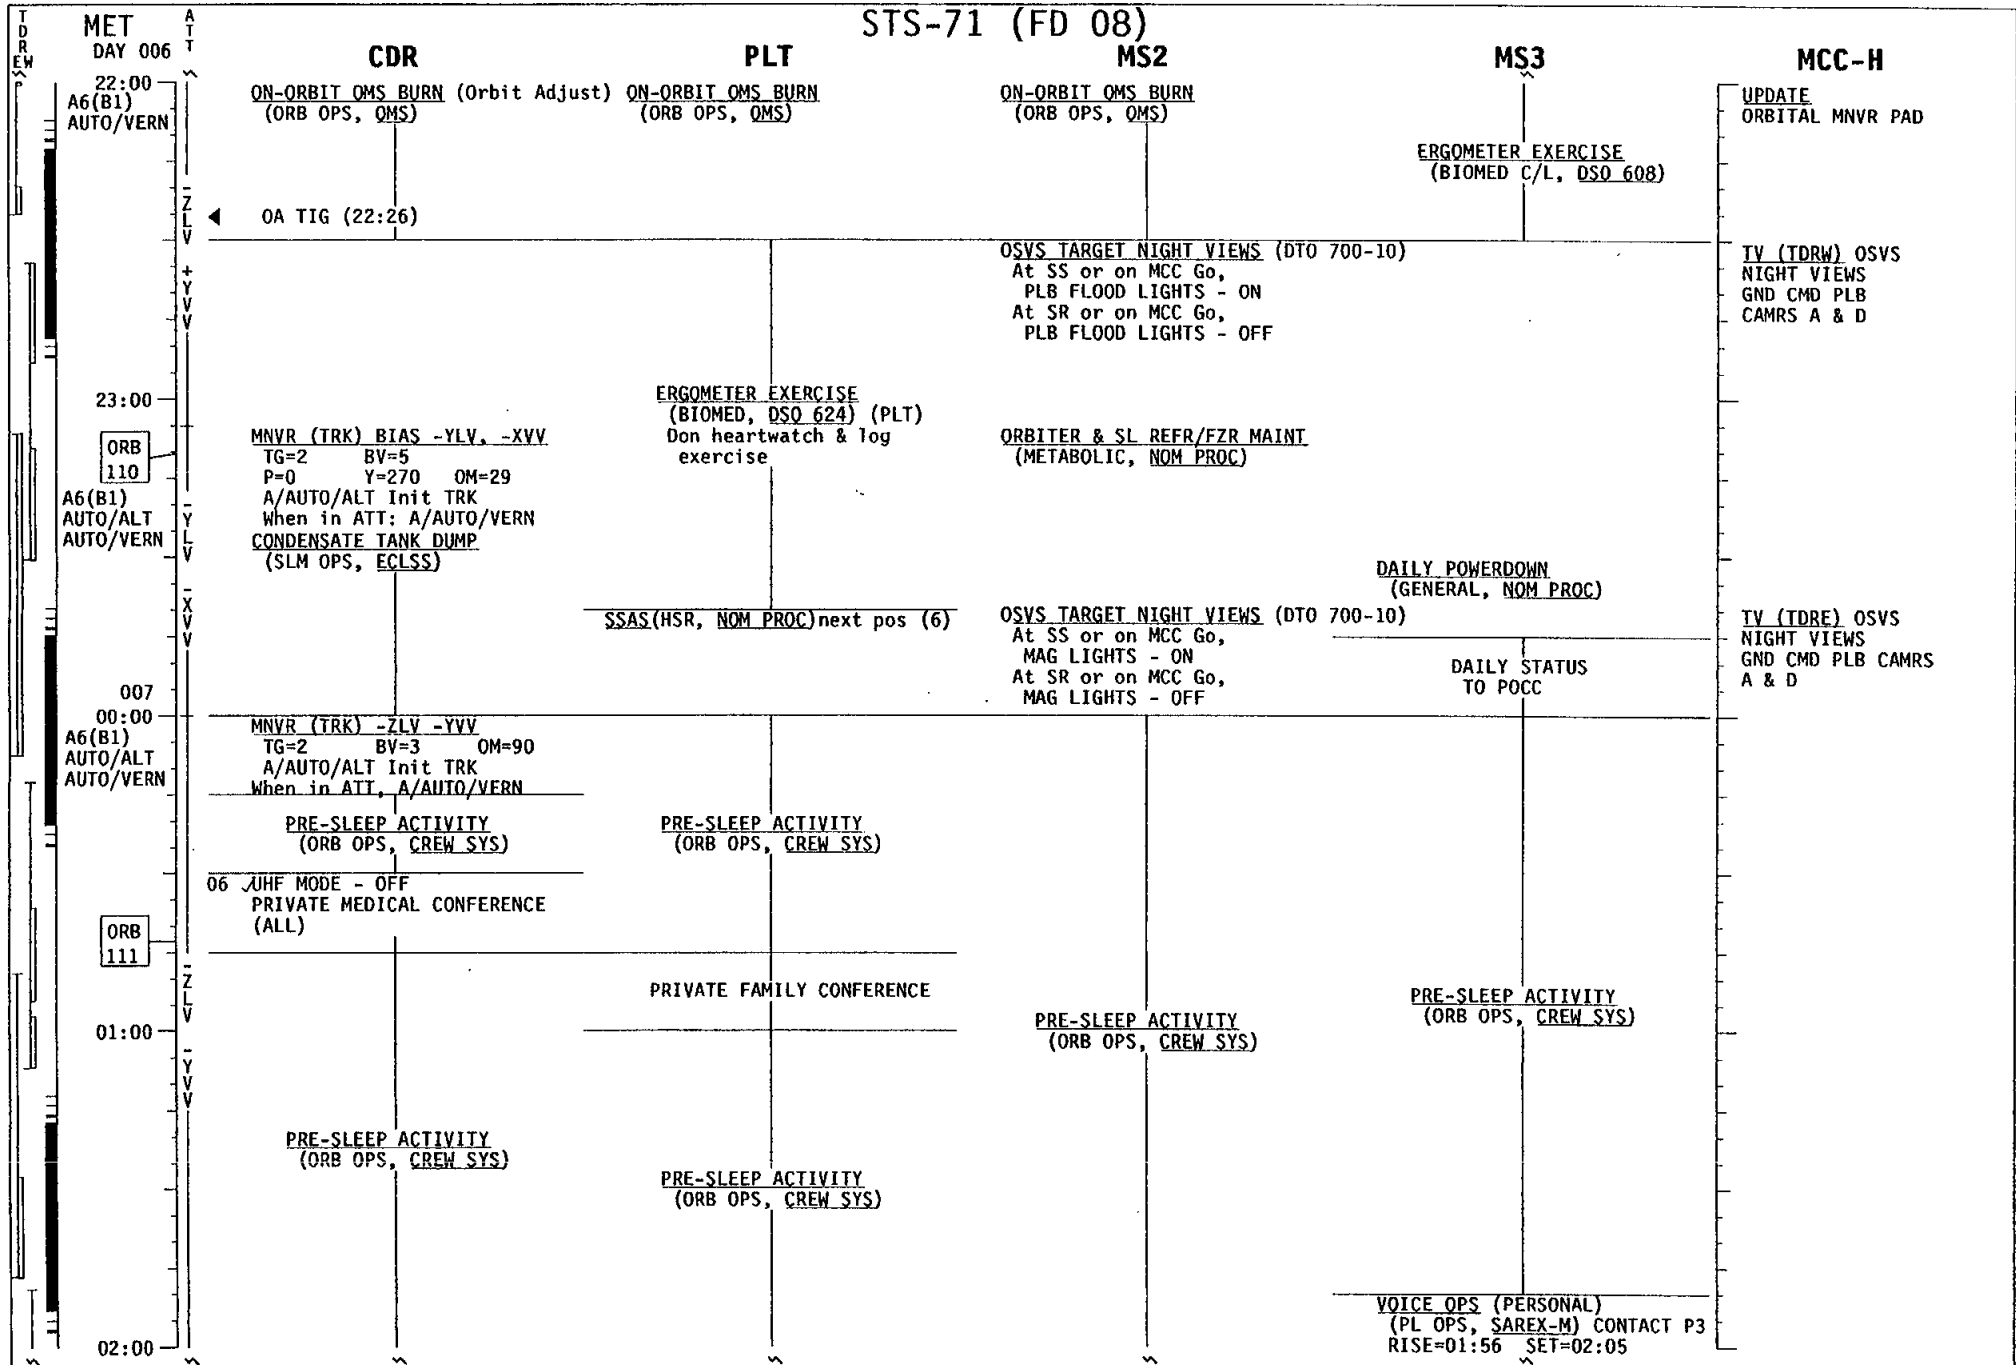 STS-71 (FD 08)
TDREW
MET
DAY 006
ATT
CDR
PLT
MS2
MS3
MCC-H
22:00
A6(B1)
AUTO/VERN
-ZLV
+YVV
23:00
ORB
110
A6(B1)
AUTO/ALT
AUTO/VERN
-YLV
-XVV
007
00:00
A6(B1)
AUTO/ALT
AUTO/VERN
ORB
111
-ZLV
01:00
-YVV
02:00
ON-ORBIT OMS BURN (Orbit Adjust)
(ORB OPS, OMS)
OA TIG (22:26)
MNVR (TRK) BIAS -YLV, -XVV
TG=2 BV=5
P=0 Y=270 OM=29
A/AUTO/ALT Init TRK
When in ATT: A/AUTO/VERN
CONDENSATE TANK DUMP
(SLM OPS, ECLSS)
MNVR (TRK) -ZLV -YVV
TG=2 BV=3 OM=90
A/AUTO/ALT Init TRK
When in ATT, A/AUTO/VERN
PRE-SLEEP ACTIVITY
(ORB OPS, CREW SYS)
06 ✓UHF MODE - OFF
PRIVATE MEDICAL CONFERENCE
(ALL)
PRE-SLEEP ACTIVITY
(ORB OPS, CREW SYS)
ON-ORBIT OMS BURN
(ORB OPS, OMS)
ERGOMETER EXERCISE
(BIOMED, DSO 624) (PLT)
Don heartwatch & log
exercise
SSAS(HSR, NOM PROC)next pos (6)
PRE-SLEEP ACTIVITY
(ORB OPS, CREW SYS)
PRIVATE FAMILY CONFERENCE
PRE-SLEEP ACTIVITY
(ORB OPS, CREW SYS)
ON-ORBIT OMS BURN
(ORB OPS, OMS)
OSVS TARGET NIGHT VIEWS (DTO 700-10)
At SS or on MCC Go,
PLB FLOOD LIGHTS - ON
At SR or on MCC Go,
PLB FLOOD LIGHTS - OFF
ORBITER & SL REFR/FZR MAINT
(METABOLIC, NOM PROC)
OSVS TARGET NIGHT VIEWS (DTO 700-10)
At SS or on MCC Go,
MAG LIGHTS - ON
At SR or on MCC Go,
MAG LIGHTS - OFF
PRE-SLEEP ACTIVITY
(ORB OPS, CREW SYS)
ERGOMETER EXERCISE
(BIOMED C/L, DSO 608)
DAILY POWERDOWN
(GENERAL, NOM PROC)
DAILY STATUS
TO POCC
PRE-SLEEP ACTIVITY
(ORB OPS, CREW SYS)
VOICE OPS (PERSONAL)
(PL OPS, SAREX-M) CONTACT P3
RISE=01:56 SET=02:05
UPDATE
ORBITAL MNVR PAD
TV (TDRW) OSVS
NIGHT VIEWS
GND CMD PLB
CAMRS A & D
TV (TDRE) OSVS
NIGHT VIEWS
GND CMD PLB CAMRS
A & D